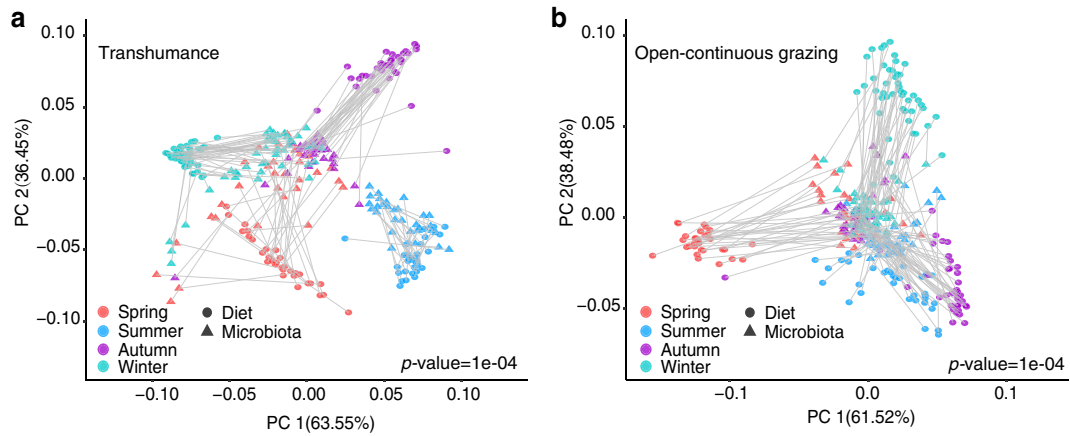 a
Transhumance
PC 2(36.45%)
0.10
0.05
0.00
−0.05
−0.10
Spring
Summer
Autumn
Winter
Diet
Microbiota
p-value=1e-04
−0.10
−0.05
0.00
0.05
0.10
PC 1(63.55%)
b
Open-continuous grazing
PC 2(38.48%)
0.10
0.05
0.00
−0.05
Spring
Summer
Autumn
Winter
Diet
Microbiota
p-value=1e-04
−0.1
0.0
0.1
PC 1(61.52%)